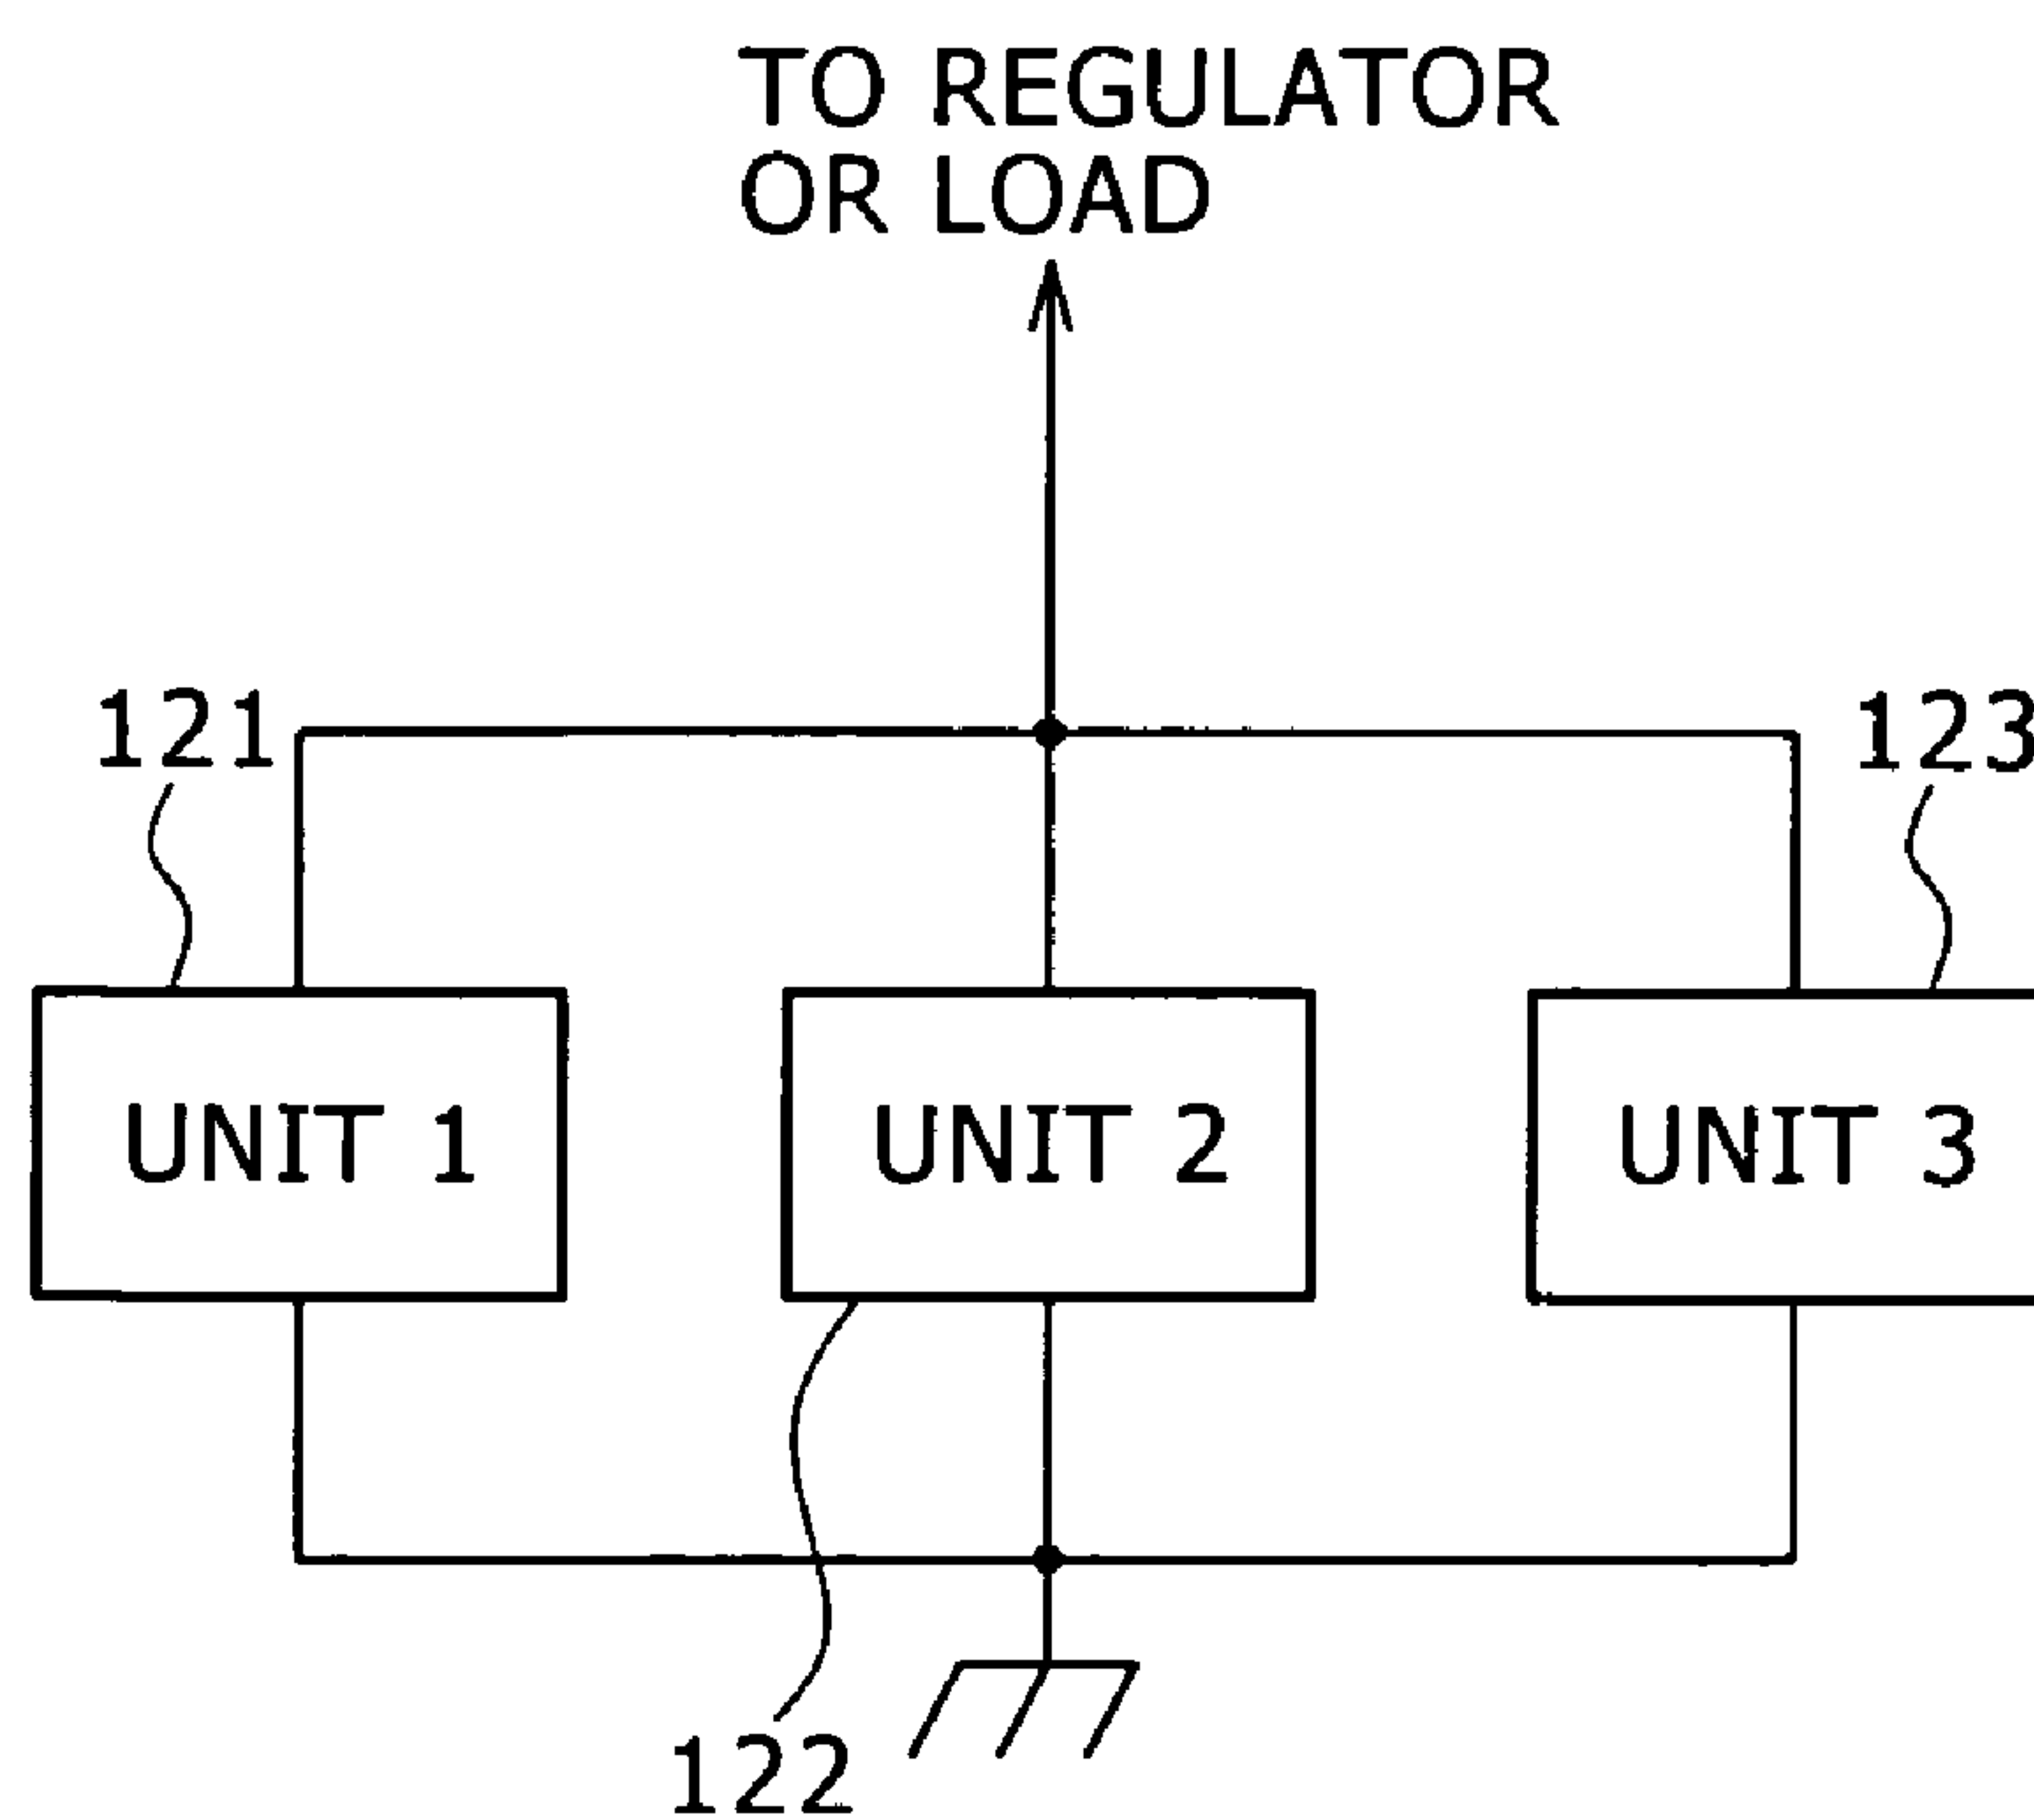 TO REGULATOR
OR LOAD
121
123
UNIT 1
UNIT 2
UNIT 3
122